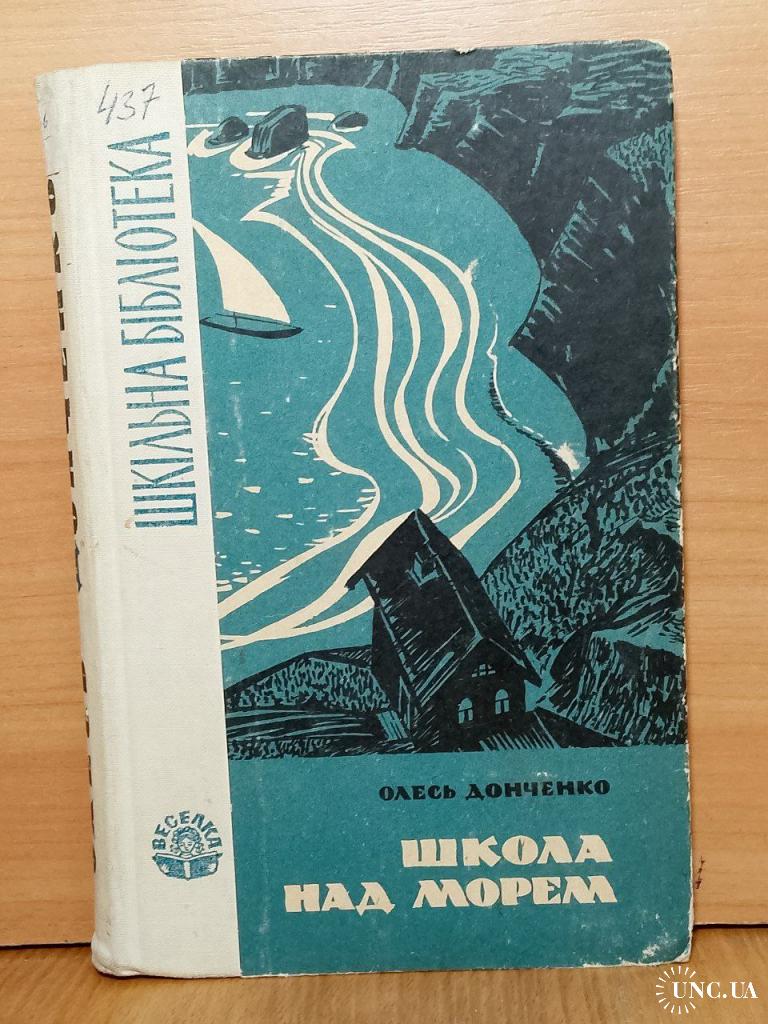 437
ШКІЛЬНА БІБЛІОТЕКА
ОЛЕСЬ ДОНЧЕНКО
ШКОЛА
НАД МОРЕМ
ВЕСЕЛКА
UNC.UA